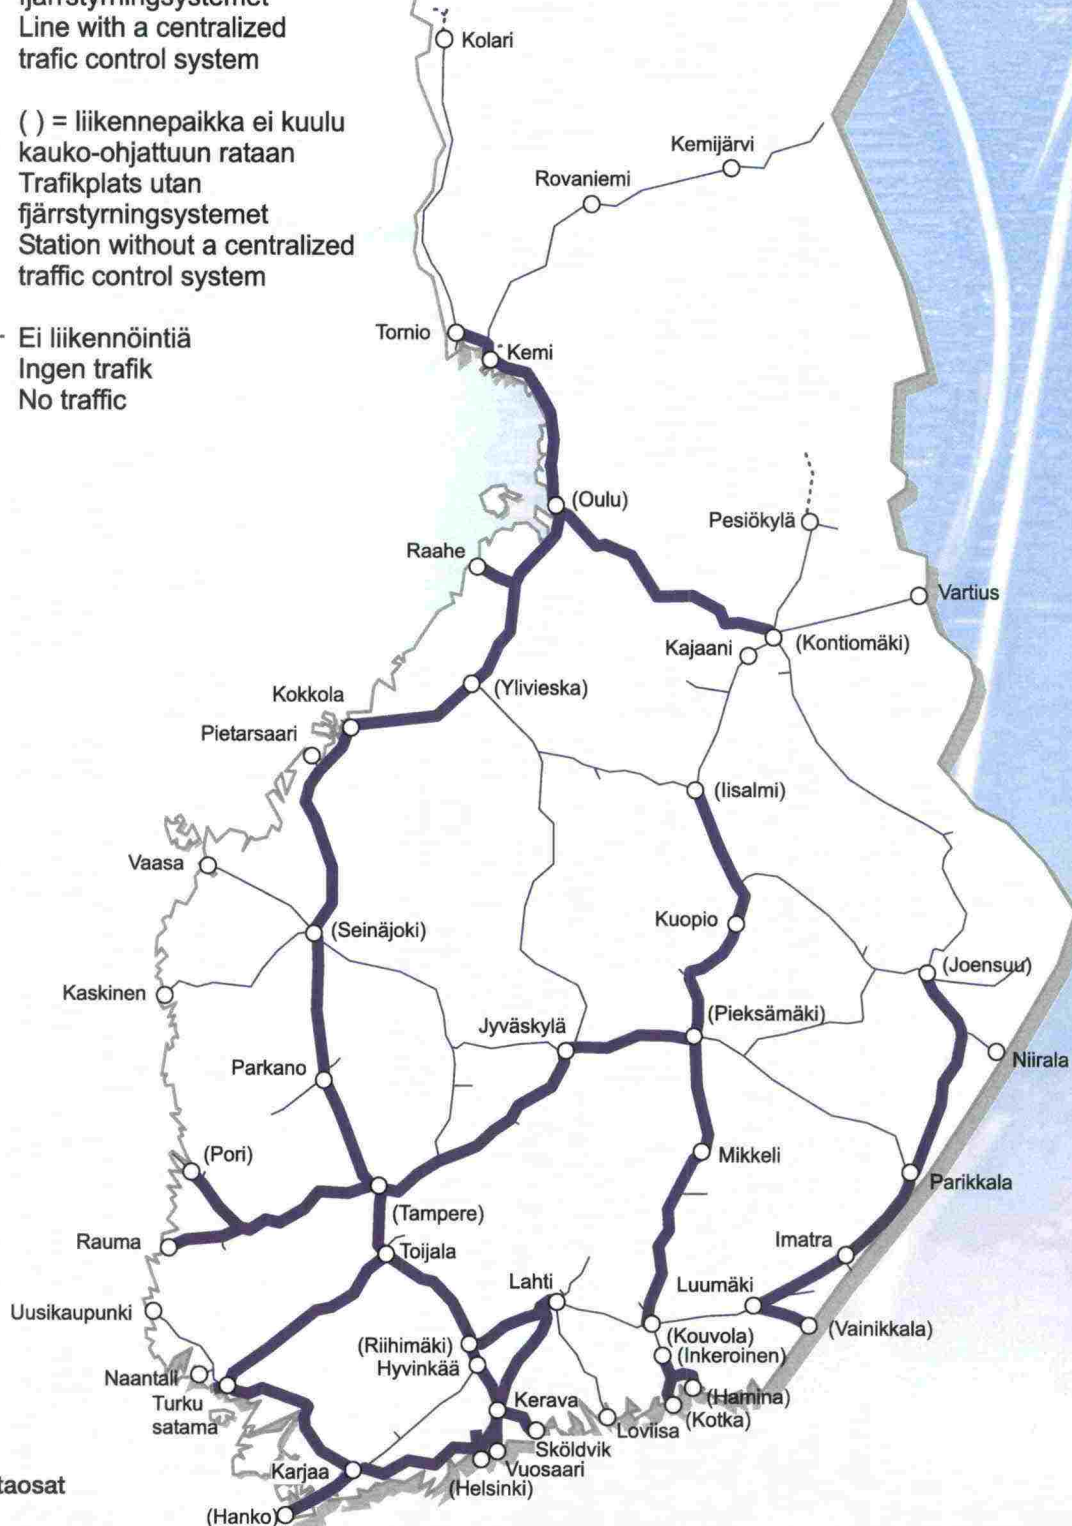 fjärrstyrningsystemet
Line with a centralized
trafic control system
( ) = liikennepaikka ei kuulu
kauko-ohjattuun rataan
Trafikplats utan
fjärrstyrningsystemet
Station without a centralized
traffic control system
Ei liikennöintiä
Ingen trafik
No traffic
Kolari
Kemijärvi
Rovaniemi
Tornio
Kemi
(Oulu)
Pesiökylä
Raahe
Vartius
Kajaani
(Kontiomäki)
(Ylivieska)
Kokkola
Pietarsaari
(Iisalmi)
Vaasa
Kuopio
(Seinäjoki)
(Joensuu)
Kaskinen
(Pieksämäki)
Jyväskylä
Niirala
Parkano
(Pori)
Mikkeli
Parikkala
(Tampere)
Rauma
Imatra
Toijala
Lahti
Luumäki
Uusikaupunki
(Kouvola)
(Vainikkala)
(Riihimäki)
(Inkeroinen)
Hyvinkää
Naantali
(Hamina)
Turku
satama
Kerava
(Kotka)
Loviisa
Sköldvik
Karjaa
Vuosaari
(Helsinki)
taosat
(Hanko)